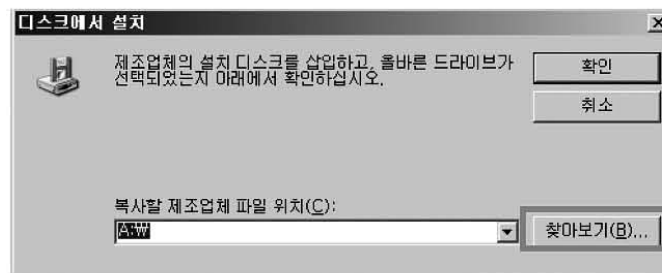 디스크에서 설치
제조업체의 설치 디스크를 삽입하고, 올바른 드라이브가
선택되었는지 아래에서 확인하십시오.
확인
취소
복사할 제조업체 파일 위치(C):
A:₩
찾아보기(B)...